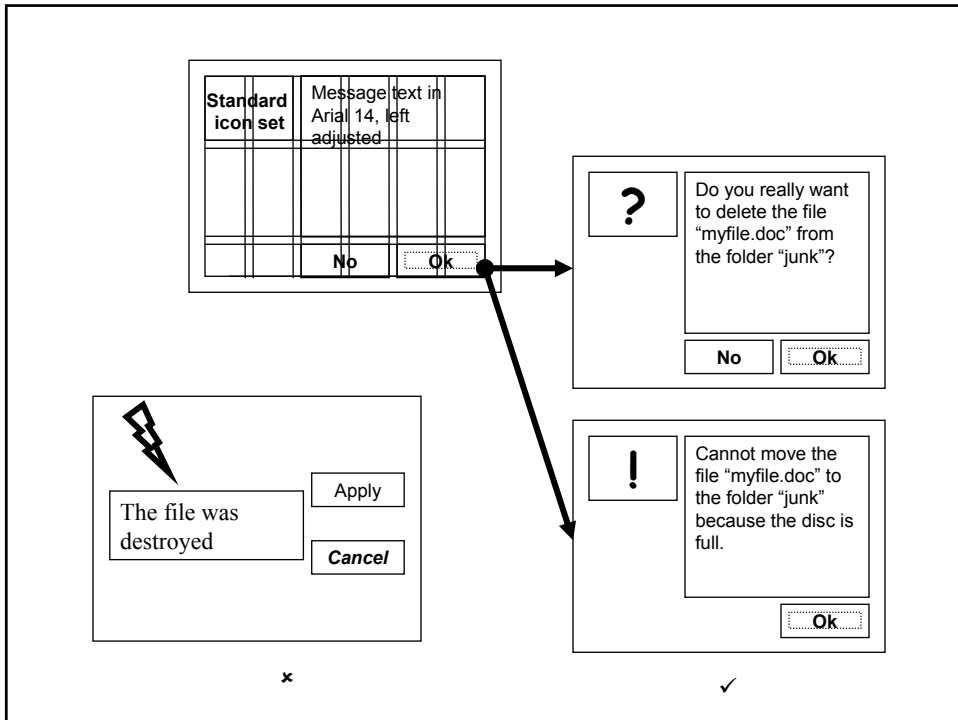 Standard
icon set
Message text in
Arial 14, left
adjusted
No
Ok
?
Do you really want
to delete the file
“myfile.doc” from
the folder “junk”?
No
Ok
The file was
destroyed
Apply
Cancel
!
Cannot move the
file “myfile.doc” to
the folder “junk”
because the disc is
full.
Ok
×
✓